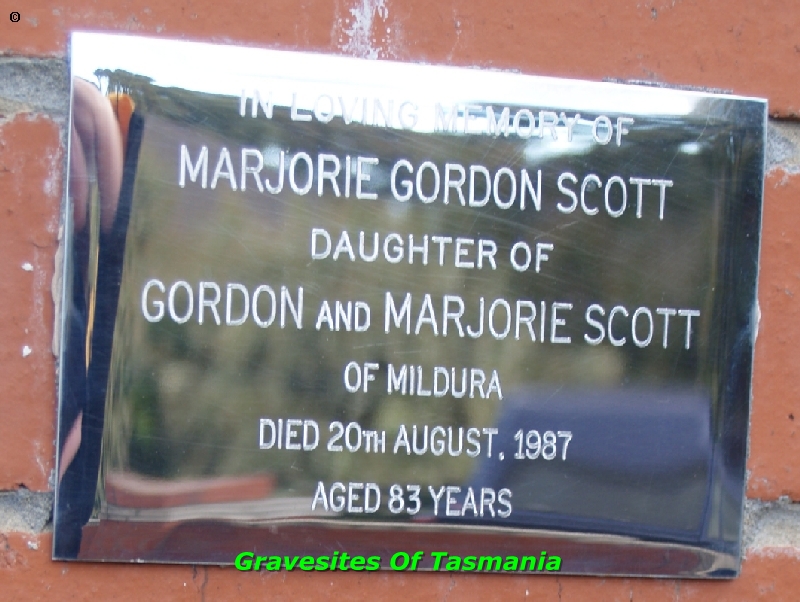 ©
IN LOVING MEMORY OF
MARJORIE GORDON SCOTT
DAUGHTER OF
GORDON AND MARJORIE SCOTT
OF MILDURA
DIED 20TH AUGUST, 1987
AGED 83 YEARS
Gravesites Of Tasmania